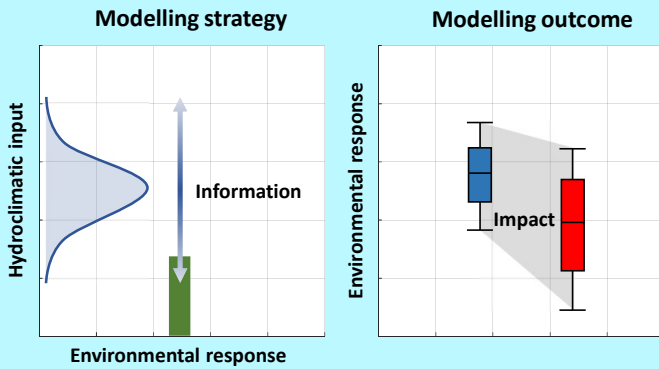 Modelling strategy
Hydroclimatic input
Information
Environmental response
Modelling outcome
Environmental response
Impact